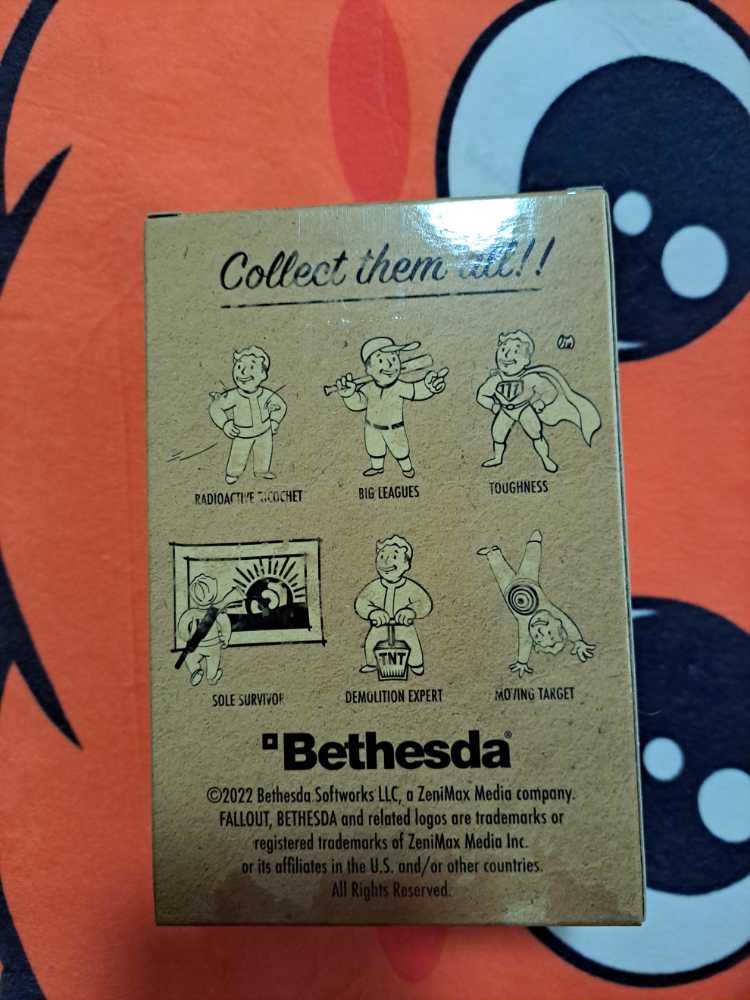 Collect them all!!
RADIOACTIVE RICOCHET
BIG LEAGUES
TOUGHNESS
TNT
SOLE SURVIVOR
DEMOLITION EXPERT
MOVING TARGET
Bethesda®
©2022 Bethesda Softworks LLC, a ZeniMax Media company.
FALLOUT, BETHESDA and related logos are trademarks or
registered trademarks of ZeniMax Media Inc.
or its affiliates in the U.S. and/or other countries.
All Rights Reserved.